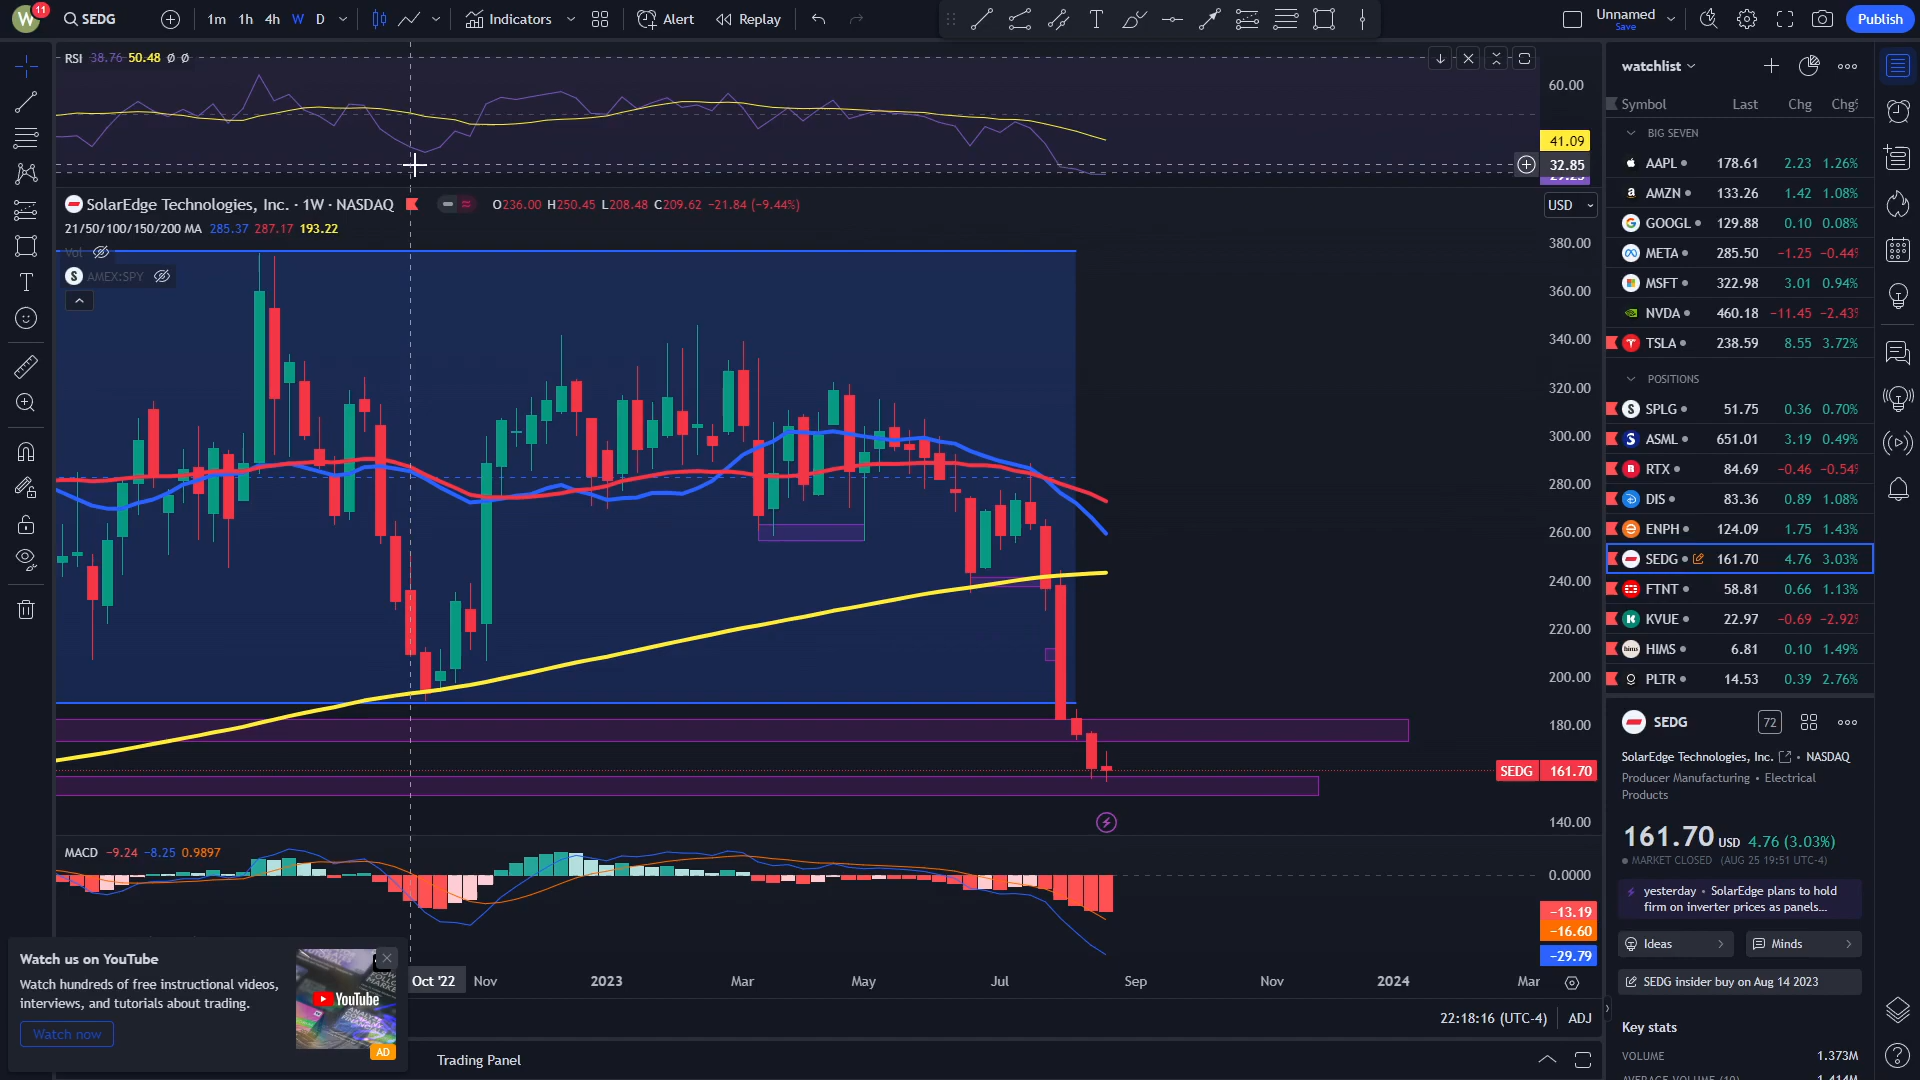 W 11 SEDG 1m 1h 4h W D Indicators Alert Replay Unnamed Save Publish
RSI 38.76 50.48 ø ø
60.00
41.09
32.85
SolarEdge Technologies, Inc. · 1W · NASDAQ O236.00 H250.45 L208.48 C209.62 −21.84 (−9.44%)
USD
21/50/100/150/200 MA 285.37 287.17 193.22
Vol
S AMEX:SPY
380.00
360.00
340.00
320.00
300.00
280.00
260.00
240.00
220.00
200.00
180.00
SEDG 161.70
140.00
MACD −9.24 −8.25 0.9897
0.0000
−13.19
−16.60
−29.79
Oct '22 Nov 2023 Mar May Jul Sep Nov 2024 Mar
22:18:16 (UTC-4) ADJ
Trading Panel
Watch us on YouTube
Watch hundreds of free instructional videos,
interviews, and tutorials about trading.
Watch now
YouTube
AD
watchlist
Symbol Last Chg Chg%
BIG SEVEN
AAPL 178.61 2.23 1.26%
AMZN 133.26 1.42 1.08%
GOOGL 129.88 0.10 0.08%
META 285.50 −1.25 −0.44%
MSFT 322.98 3.01 0.94%
NVDA 460.18 −11.45 −2.43%
TSLA 238.59 8.55 3.72%
POSITIONS
SPLG 51.75 0.36 0.70%
ASML 651.01 3.19 0.49%
RTX 84.69 −0.46 −0.54%
DIS 83.36 0.89 1.08%
ENPH 124.09 1.75 1.43%
SEDG 161.70 4.76 3.03%
FTNT 58.81 0.66 1.13%
KVUE 22.97 −0.69 −2.92%
hims HIMS 6.81 0.10 1.49%
PLTR 14.53 0.39 2.76%
SEDG 72
SolarEdge Technologies, Inc. • NASDAQ
Producer Manufacturing • Electrical
Products
161.70 USD 4.76 (3.03%)
MARKET CLOSED (AUG 25 19:51 UTC-4)
yesterday • SolarEdge plans to hold
firm on inverter prices as panels...
Ideas Minds
SEDG insider buy on Aug 14 2023
Key stats
VOLUME 1.373M